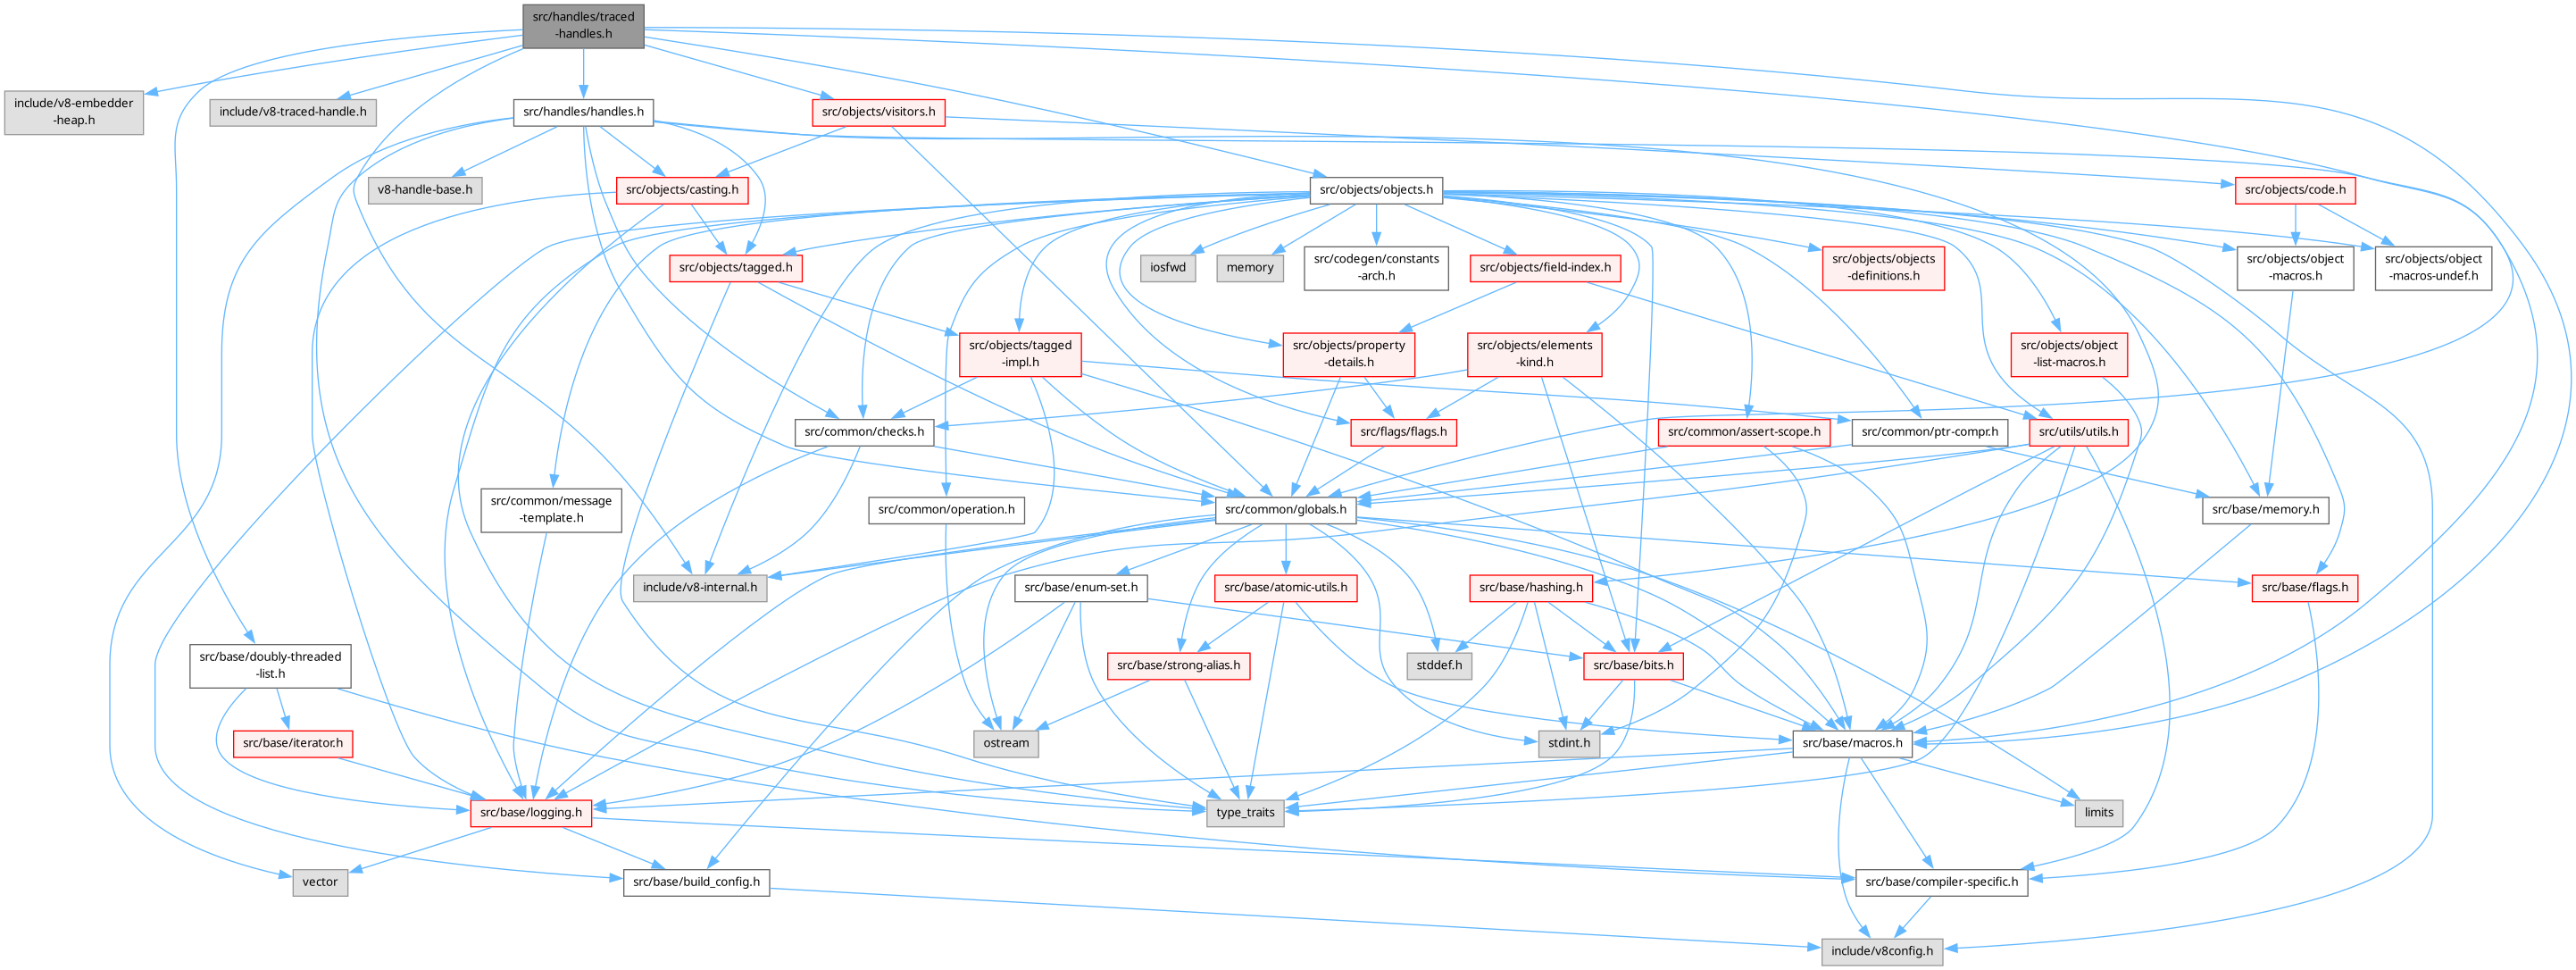 src/handles/traced
-handles.h
include/v8-embedder
-heap.h
include/v8-traced-handle.h
src/handles/handles.h
src/objects/visitors.h
v8-handle-base.h
src/objects/casting.h
src/objects/objects.h
src/objects/code.h
src/objects/tagged.h
iosfwd
memory
src/codegen/constants
-arch.h
src/objects/field-index.h
src/objects/objects
-definitions.h
src/objects/object
-macros.h
src/objects/object
-macros-undef.h
src/objects/tagged
-impl.h
src/objects/property
-details.h
src/objects/elements
-kind.h
src/objects/object
-list-macros.h
src/common/checks.h
src/flags/flags.h
src/common/assert-scope.h
src/common/ptr-compr.h
src/utils/utils.h
src/common/message
-template.h
src/common/operation.h
src/common/globals.h
src/base/memory.h
include/v8-internal.h
src/base/enum-set.h
src/base/atomic-utils.h
src/base/hashing.h
src/base/flags.h
src/base/doubly-threaded
-list.h
src/base/strong-alias.h
stddef.h
src/base/bits.h
src/base/iterator.h
ostream
stdint.h
src/base/macros.h
src/base/logging.h
type_traits
limits
vector
src/base/build_config.h
src/base/compiler-specific.h
include/v8config.h